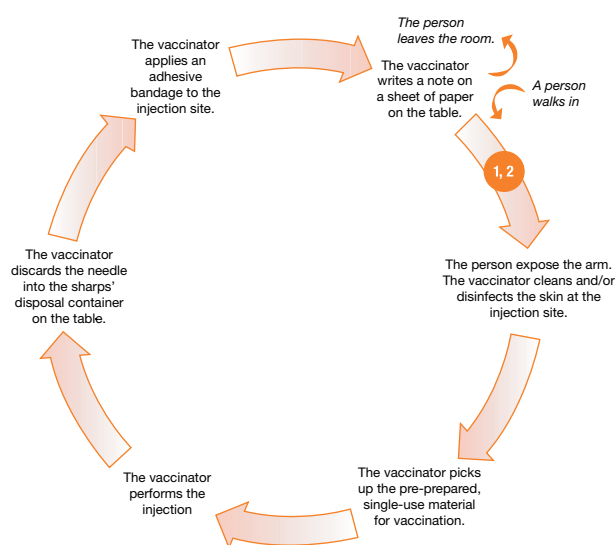 The person
leaves the room.
The vaccinator
writes a note on
a sheet of paper
on the table.
A person
walks in
1, 2
The person expose the arm.
The vaccinator cleans and/or
disinfects the skin at the
injection site.
The vaccinator picks
up the pre-prepared,
single-use material
for vaccination.
The vaccinator
performs the
injection
The vaccinator
discards the needle
into the sharps’
disposal container
on the table.
The vaccinator
applies an
adhesive
bandage to the
injection site.